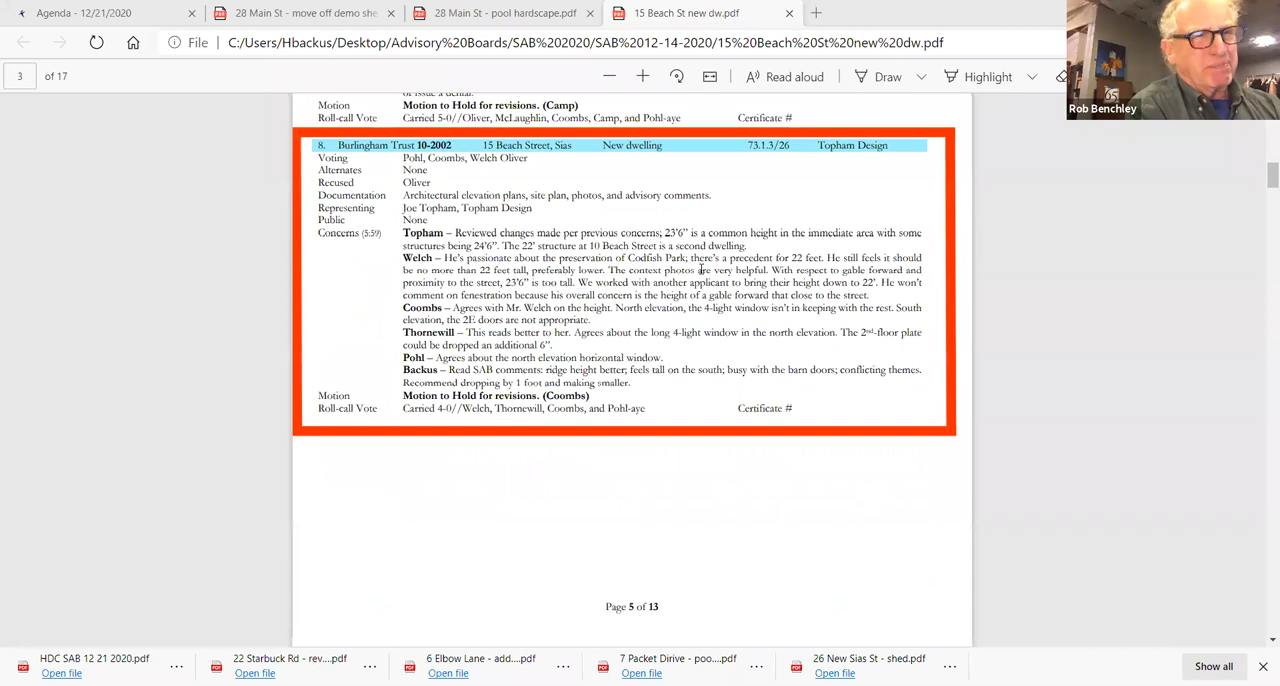 Agenda - 12/21/2020
28 Main St - move off demo she
28 Main St - pool hardscape.pdf
15 Beach St new dw.pdf
File
C:/Users/Hbackus/Desktop/Advisory%20Boards/SAB%202020/SAB%2012-14-2020/15%20Beach%20St%20new%20dw.pdf
3 of 17
Read aloud
Draw
Highlight
Rob Benchley
or issue a denial.
Motion Motion to Hold for revisions. (Camp)
Roll-call Vote Carried 5-0//Oliver, McLaughlin, Coombs, Camp, and Pohl-aye Certificate #
8. Burlingham Trust 10-2002 15 Beach Street, Sias New dwelling 73.1.3/26 Topham Design
Voting Pohl, Coombs, Welch Oliver
Alternates None
Recused Oliver
Documentation Architectural elevation plans, site plan, photos, and advisory comments.
Representing Joe Topham, Topham Design
Public None
Concerns (5:59) Topham – Reviewed changes made per previous concerns; 23'6" is a common height in the immediate area with some
structures being 24'6". The 22' structure at 10 Beach Street is a second dwelling.
Welch – He's passionate about the preservation of Codfish Park; there's a precedent for 22 feet. He still feels it should
be no more than 22 feet tall, preferably lower. The context photos are very helpful. With respect to gable forward and
proximity to the street, 23'6" is too tall. We worked with another applicant to bring their height down to 22'. He won't
comment on fenestration because his overall concern is the height of a gable forward that close to the street.
Coombs – Agrees with Mr. Welch on the height. North elevation, the 4-light window isn't in keeping with the rest. South
elevation, the 2E doors are not appropriate.
Thornewill – This reads better to her. Agrees about the long 4-light window in the north elevation. The 2nd-floor plate
could be dropped an additional 6".
Pohl – Agrees about the north elevation horizontal window.
Backus – Read SAB comments: ridge height better; feels tall on the south; busy with the barn doors; conflicting themes.
Recommend dropping by 1 foot and making smaller.
Motion Motion to Hold for revisions. (Coombs)
Roll-call Vote Carried 4-0//Welch, Thornewill, Coombs, and Pohl-aye Certificate #
Page 5 of 13
HDC SAB 12 21 2020.pdf
Open file
22 Starbuck Rd - rev....pdf
Open file
6 Elbow Lane - add....pdf
Open file
7 Packet Dirive - poo....pdf
Open file
26 New Sias St - shed.pdf
Open file
Show all